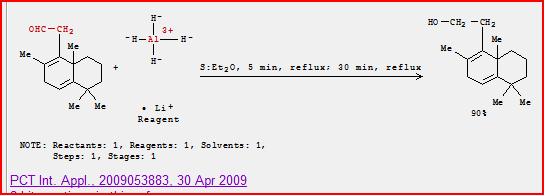 OHC—CH2
Me
Me
Me Me
+
H-
-H—Al—H-
3+
H-
• Li+
Reagent
S:Et2O, 5 min, reflux; 30 min, reflux
HO—CH2—CH2
Me
Me
Me
Me
90%
NOTE: Reactants: 1, Reagents: 1, Solvents: 1,
Steps: 1, Stages: 1
PCT Int. Appl., 2009053883, 30 Apr 2009